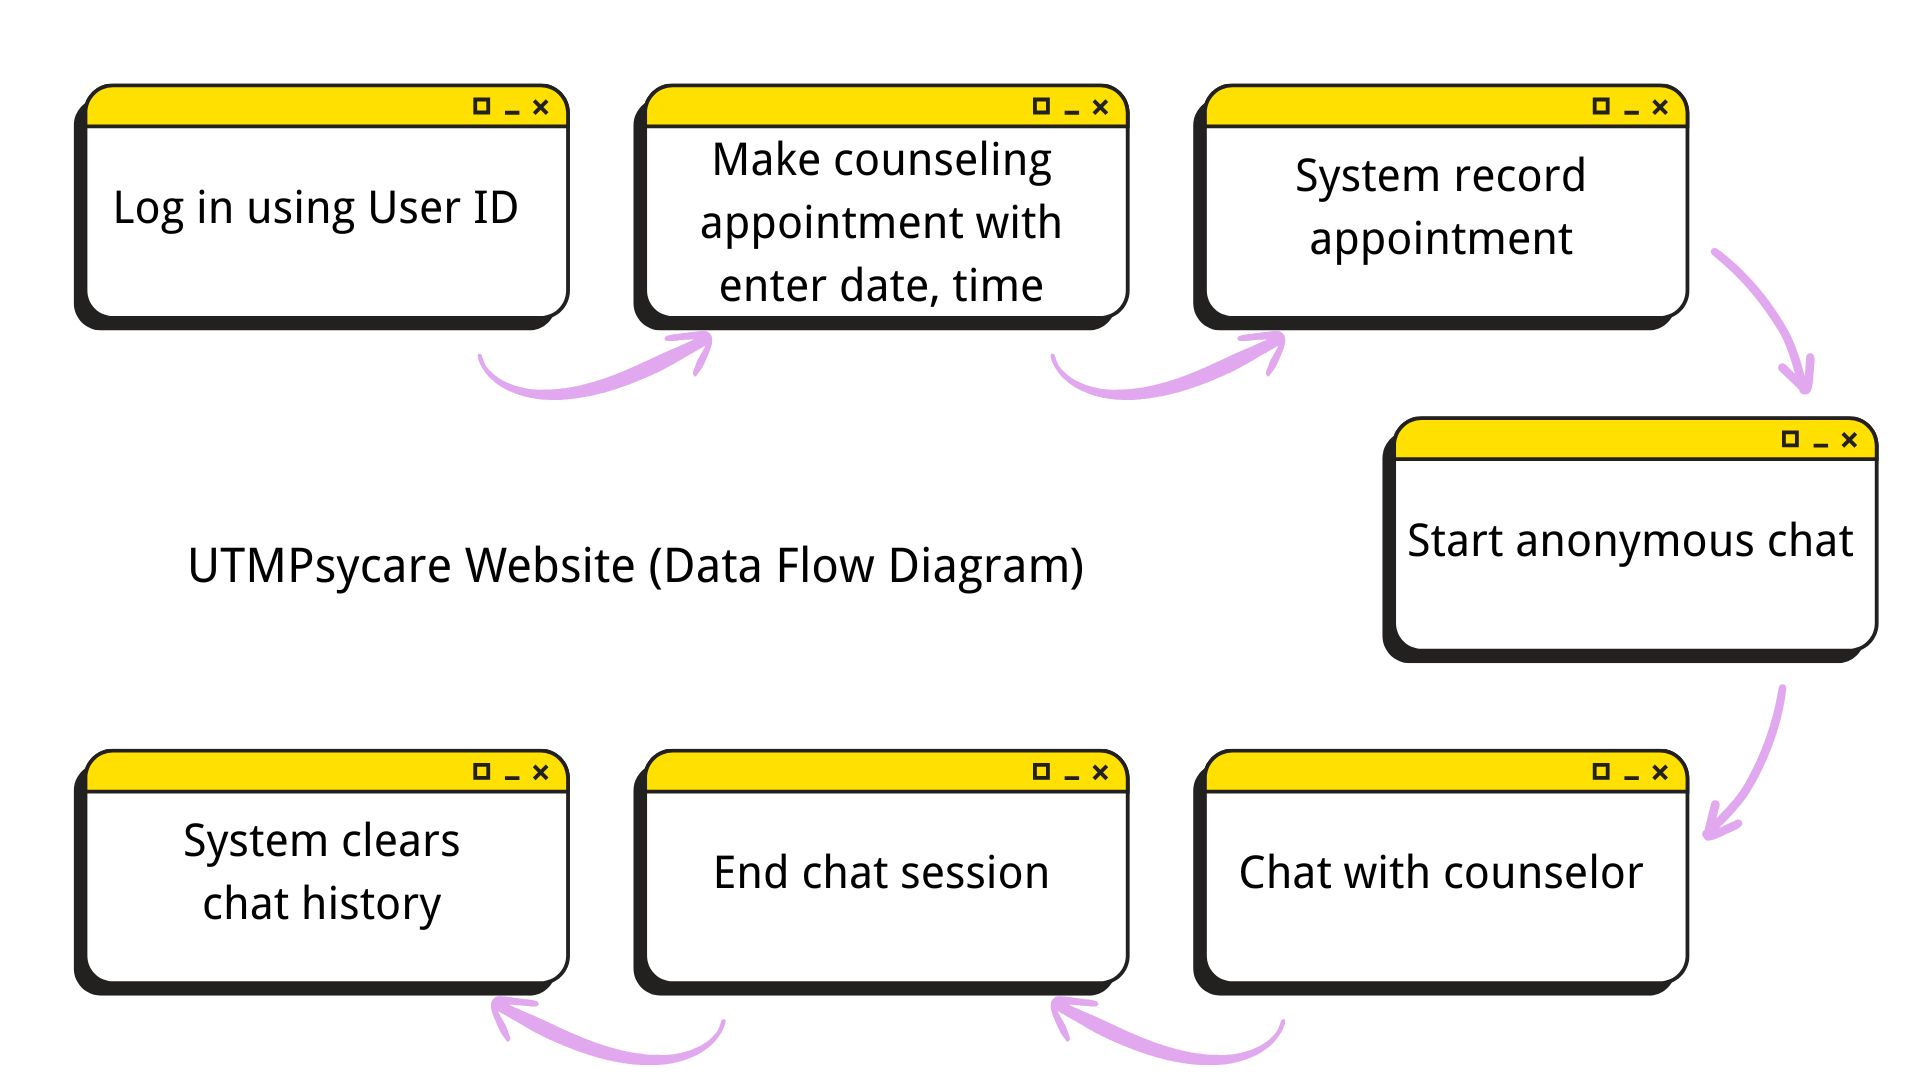 Log in using User ID
Make counseling
appointment with
enter date, time
System record
appointment
Start anonymous chat
UTMPsycare Website (Data Flow Diagram)
Chat with counselor
End chat session
System clears
chat history